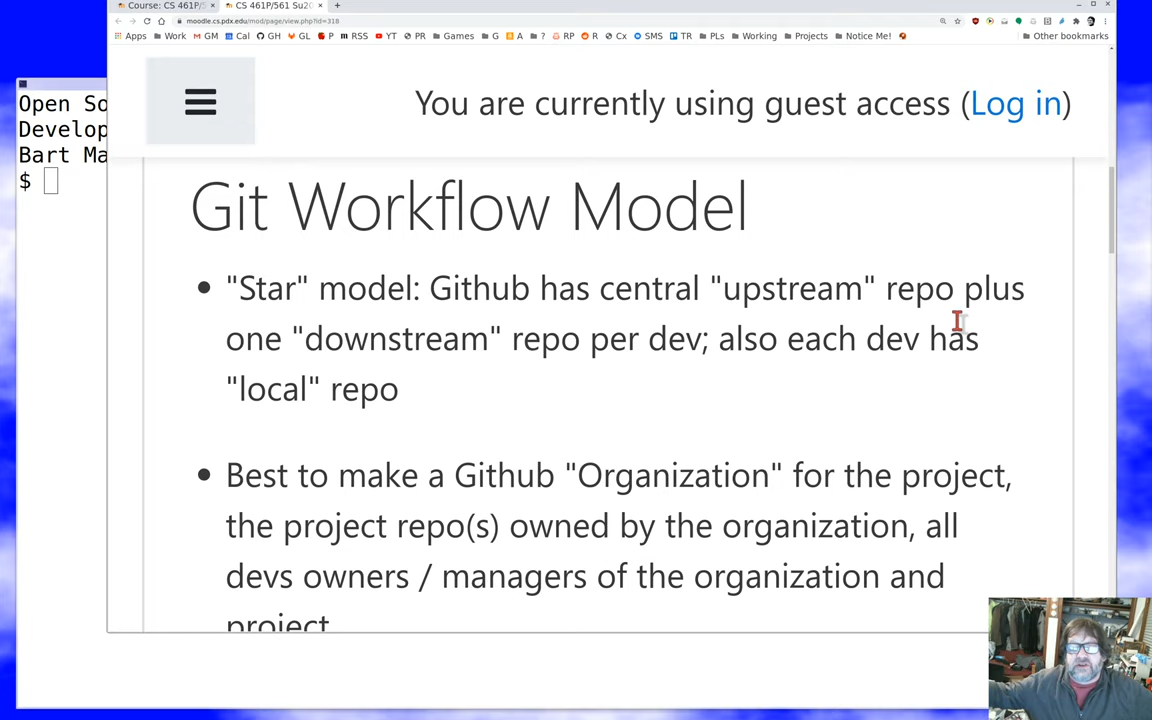 Course: CS 461P/5
CS 461P/561 Su20
moodle.cs.pdx.edu/mod/page/view.php?id=318
Apps Work GM Cal GH GL P RSS YT PR Games G A ? RP R Cx SMS TR PLs Working Projects Notice Me! Other bookmarks
You are currently using guest access (Log in)
Open So
Develop
Bart Ma
$
Git Workflow Model
• "Star" model: Github has central "upstream" repo plus
one "downstream" repo per dev; also each dev has
"local" repo
• Best to make a Github "Organization" for the project,
the project repo(s) owned by the organization, all
devs owners / managers of the organization and
project